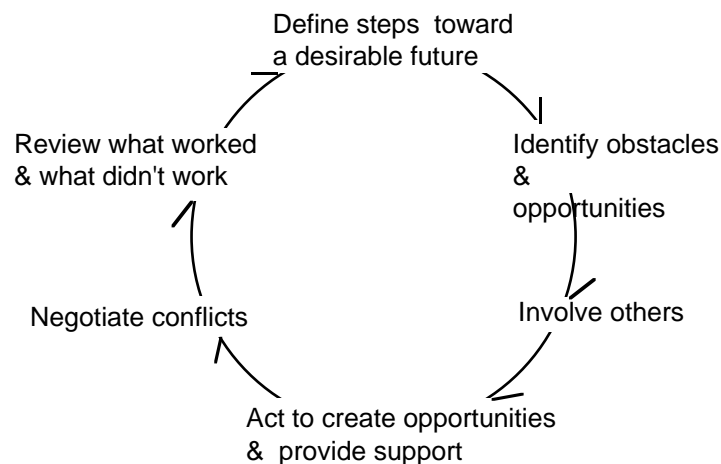 Define steps toward
a desirable future
Identify obstacles
&
opportunities
Involve others
Act to create opportunities
& provide support
Negotiate conflicts
Review what worked
& what didn't work